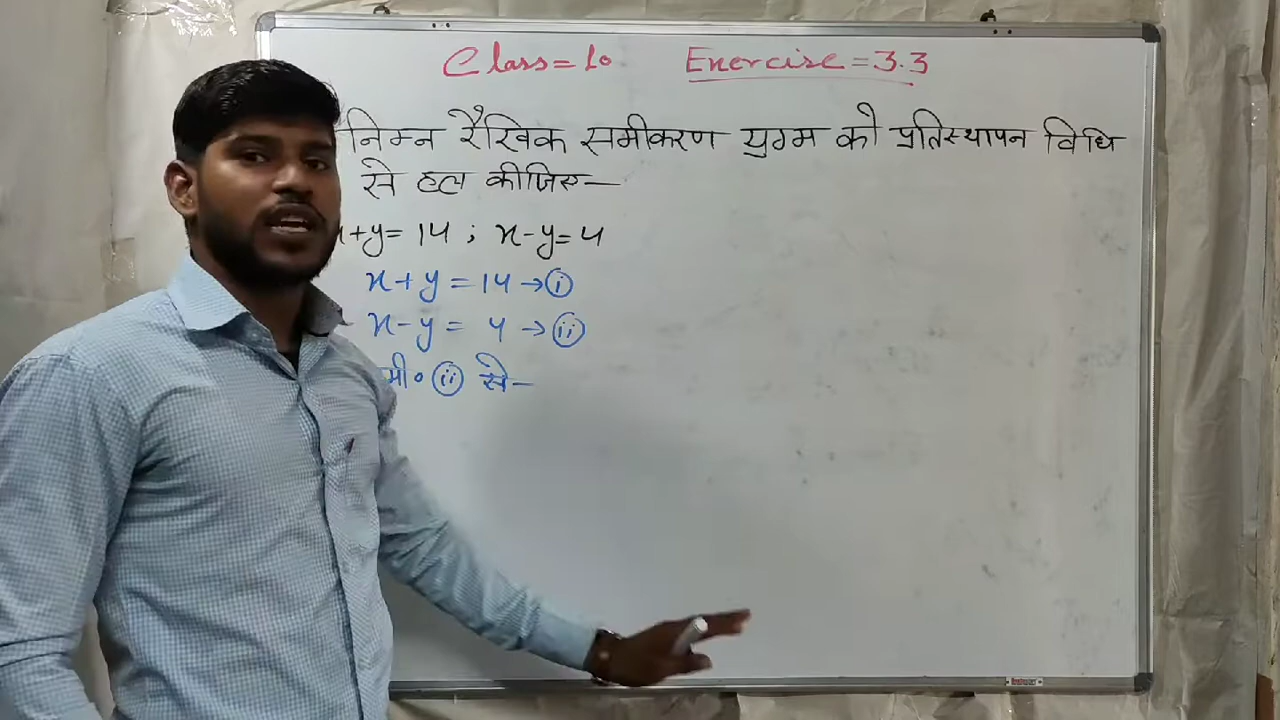 Class=10 Exercise=3.3
निम्न रैखिक समीकरण युग्म को प्रतिस्थापन विधि
से हल कीजिए—
x+y=14 ; x-y=4
x+y=14→(i)
x-y=4→(ii)
मी० (ii) से—